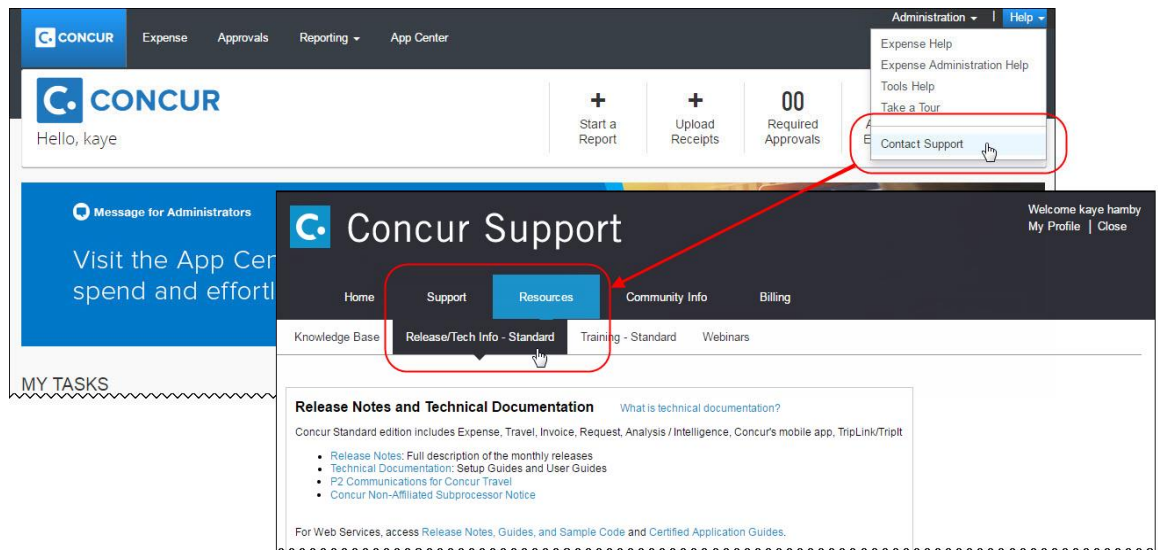 Administration | Help
C. CONCUR Expense Approvals Reporting App Center
Expense Help
Expense Administration Help
Tools Help
Take a Tour
Contact Support
C. CONCUR
Hello, kaye
+ Start a Report
+ Upload Receipts
00 Required Approvals
Message for Administrators
Visit the App Cen
spend and effortl
MY TASKS
C. Concur Support
Welcome kaye hamby
My Profile | Close
Home Support Resources Community Info Billing
Knowledge Base Release/Tech Info - Standard Training - Standard Webinars
Release Notes and Technical Documentation What is technical documentation?
Concur Standard edition includes Expense, Travel, Invoice, Request, Analysis / Intelligence, Concur's mobile app, TripLink/TripIt
• Release Notes: Full description of the monthly releases
• Technical Documentation: Setup Guides and User Guides
• P2 Communications for Concur Travel
• Concur Non-Affiliated Subprocessor Notice
For Web Services, access Release Notes, Guides, and Sample Code and Certified Application Guides.